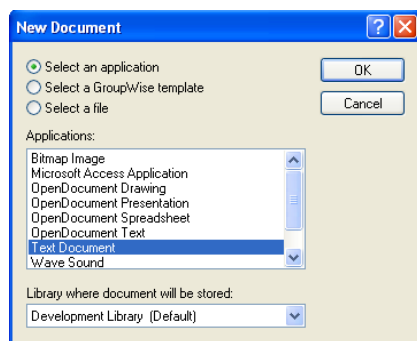 New Document
Select an application
OK
Select a GroupWise template
Select a file
Cancel
Applications:
Bitmap Image
Microsoft Access Application
OpenDocument Drawing
OpenDocument Presentation
OpenDocument Spreadsheet
OpenDocument Text
Text Document
Wave Sound
Library where document will be stored:
Development Library (Default)